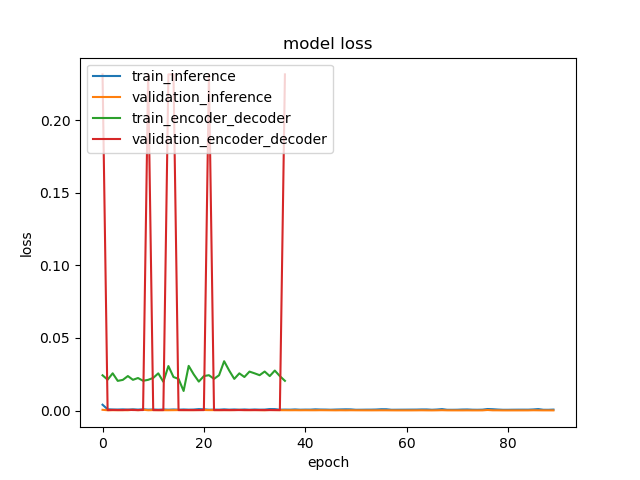 model loss
train_inference
validation_inference
train_encoder_decoder
validation_encoder_decoder
loss
0.20
0.15
0.10
0.05
0.00
0 20 40 60 80
epoch